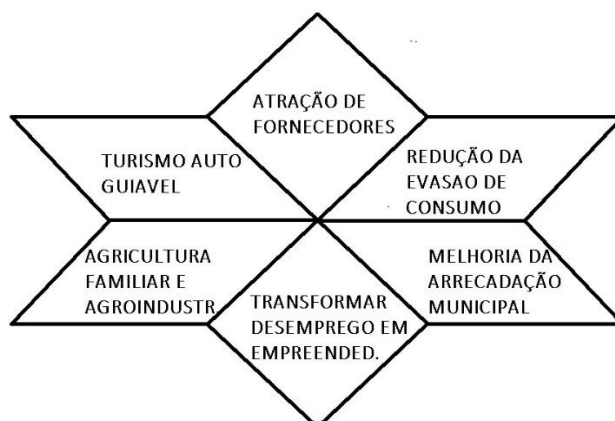 ATRAÇÃO DE
FORNECEDORES
TURISMO AUTO
GUIAVEL
REDUÇÃO DA
EVASAO DE
CONSUMO
AGRICULTURA
FAMILIAR E
AGROINDUSTR.
TRANSFORMAR
DESEMPREGO EM
EMPREENDED.
MELHORIA DA
ARRECADAÇÃO
MUNICIPAL